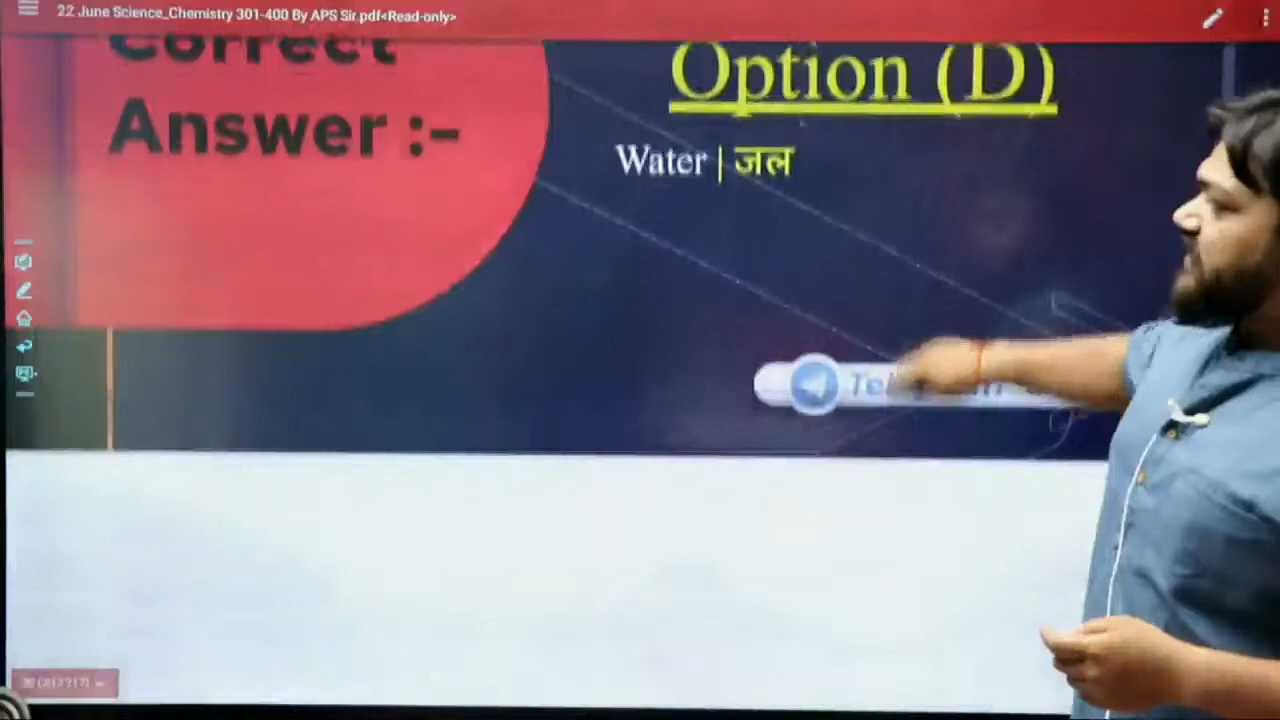 22 June Science_Chemistry 301-400 By APS Sir.pdf<Read-only>
Correct
Answer :-
Option (D)
Water | जल